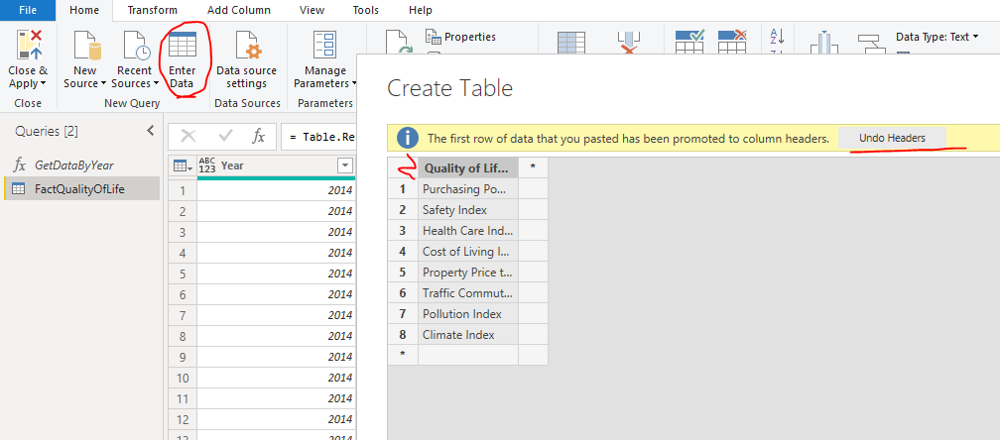 File Home Transform Add Column View Tools Help
Close & Apply
New Source
Recent Sources
Enter Data
Data source settings
Manage Parameters
Properties
Data Type: Text
Close
New Query
Data Sources
Parameters
Create Table
Queries [2]
fx GetDataByYear
FactQualityOfLife
fx
= Table.Re
i The first row of data that you pasted has been promoted to column headers. Undo Headers
ABC 123 Year
1 2014
2 2014
3 2014
4 2014
5 2014
6 2014
7 2014
8 2014
9 2014
10 2014
11 2014
12 2014
Quality of Lif... *
1 Purchasing Po...
2 Safety Index
3 Health Care Ind...
4 Cost of Living I...
5 Property Price t...
6 Traffic Commut...
7 Pollution Index
8 Climate Index
*
A Z
Z A